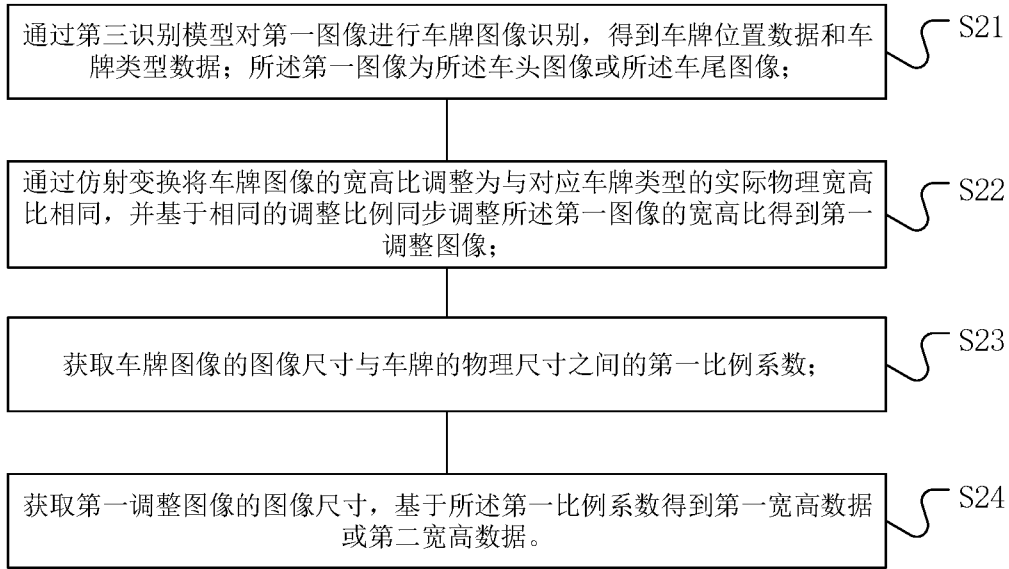 通过第三识别模型对第一图像进行车牌图像识别，得到车牌位置数据和车
牌类型数据；所述第一图像为所述车头图像或所述车尾图像；
S21
通过仿射变换将车牌图像的宽高比调整为与对应车牌类型的实际物理宽高
比相同，并基于相同的调整比例同步调整所述第一图像的宽高比得到第一
调整图像；
S22
获取车牌图像的图像尺寸与车牌的物理尺寸之间的第一比例系数；
S23
获取第一调整图像的图像尺寸，基于所述第一比例系数得到第一宽高数据
或第二宽高数据。
S24